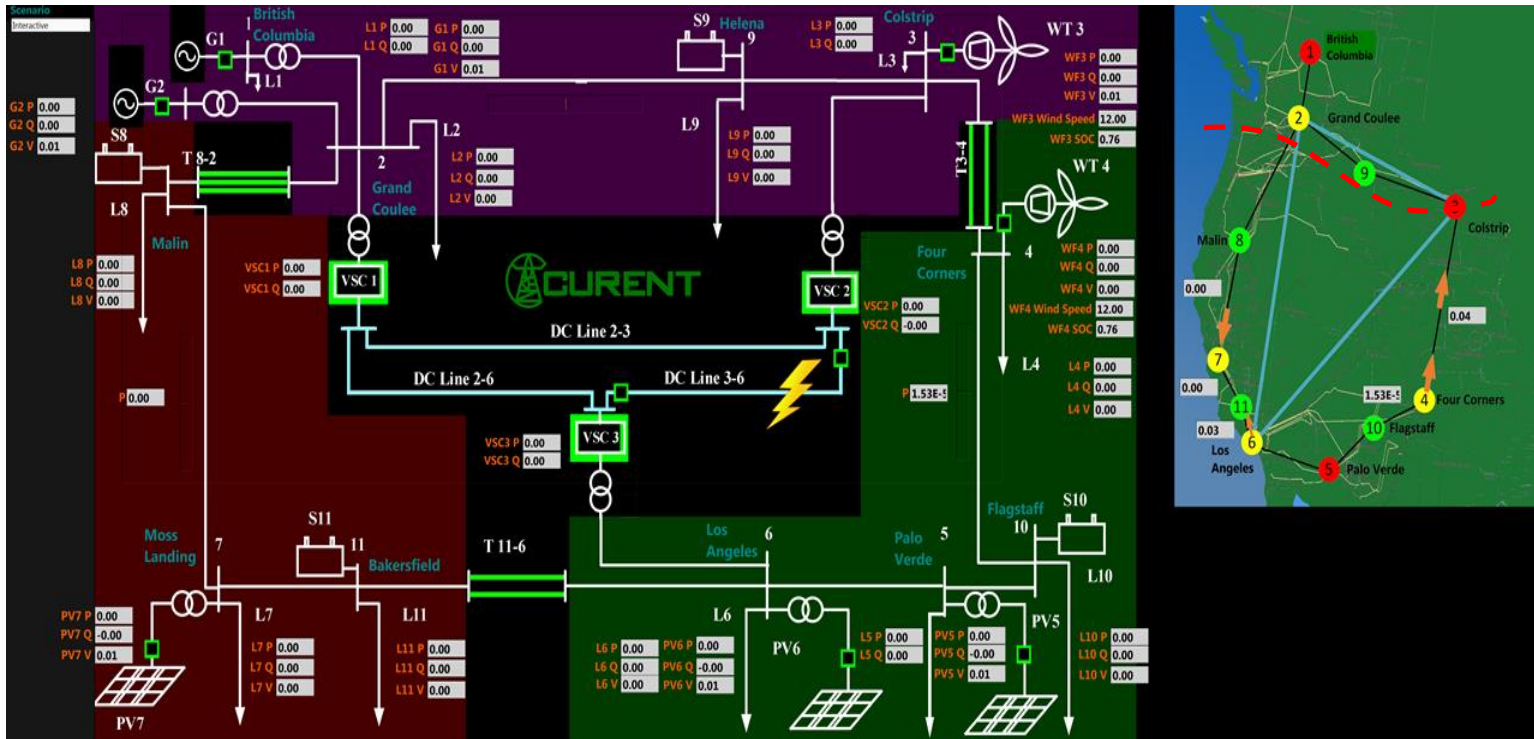 Scenario
Interactive
G2 P 0.00
G2 Q 0.00
G2 V 0.01
G1
1
British
Columbia
L1
L1 P 0.00
L1 Q 0.00
G1 P 0.00
G1 Q 0.00
G1 V 0.01
S9
Helena
9
L3 P 0.00
L3 Q 0.00
Colstrip
3
L3
WT 3
WF3 P 0.00
WF3 Q 0.00
WF3 V 0.01
WF3 Wind Speed 12.00
WF3 SOC 0.76
G2
S8
T 8-2
L8
Malin
L8 P 0.00
L8 Q 0.00
L8 V 0.00
2
Grand
Coulee
L2
L2 P 0.00
L2 Q 0.00
L2 V 0.00
L9
L9 P 0.00
L9 Q 0.00
L9 V 0.00
T3-4
WT 4
Four
Corners
4
WF4 P 0.00
WF4 Q 0.00
WF4 V 0.00
WF4 Wind Speed 12.00
WF4 SOC 0.76
L4
L4 P 0.00
L4 Q 0.00
L4 V 0.00
VSC1 P 0.00
VSC1 Q 0.00
VSC 1
CURENT
VSC 2
VSC2 P 0.00
VSC2 Q -0.00
DC Line 2-3
DC Line 2-6
DC Line 3-6
P 0.00
P 1.53E-5
VSC3 P 0.00
VSC3 Q 0.00
VSC 3
Moss
Landing
7
S11
11
Bakersfield
T 11-6
Los
Angeles
6
Palo
Verde
5
Flagstaff
10
S10
L10
PV7 P 0.00
PV7 Q -0.00
PV7 V 0.01
PV7
L7
L7 P 0.00
L7 Q 0.00
L7 V 0.00
L11
L11 P 0.00
L11 Q 0.00
L11 V 0.00
L6
L6 P 0.00
L6 Q 0.00
L6 V 0.00
PV6 P 0.00
PV6 Q -0.00
PV6 V 0.01
PV6
L5 P 0.00
L5 Q 0.00
PV5 P 0.00
PV5 Q -0.00
PV5 V 0.01
PV5
L10 P 0.00
L10 Q 0.00
L10 V 0.00
1
British
Columbia
2
Grand Coulee
9
3
Colstrip
Malin
8
0.00
0.04
7
0.00
11
0.03
6
Los
Angeles
1.53E-5
4
Four Corners
10
Flagstaff
5
Palo Verde